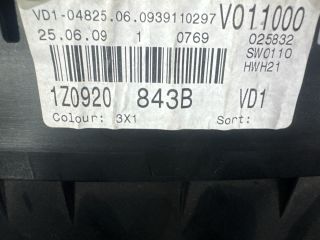 VD1-04825.06.0939110297 V011000
25.06.09 1 0769 025832
SW0110
HWH21
1Z0920 843B VD1
Colour: 3X1 Sort: